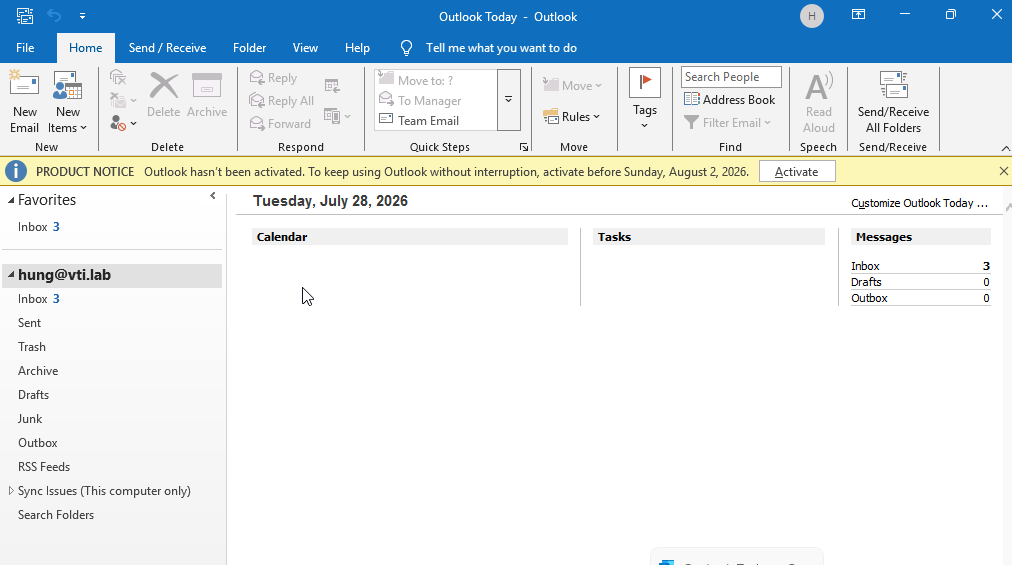 Outlook Today - Outlook
H
File Home Send / Receive Folder View Help Tell me what you want to do
New Email
New Items
Delete
Archive
Delete
Reply
Reply All
Forward
Respond
Move to: ?
To Manager
Team Email
Quick Steps
Move
Rules
Move
Tags
Search People
Address Book
Filter Email
Find
Read Aloud
Speech
Send/Receive All Folders
Send/Receive
New
PRODUCT NOTICE Outlook hasn't been activated. To keep using Outlook without interruption, activate before Sunday, August 2, 2026. Activate
Favorites
Inbox 3
hung@vti.lab
Inbox 3
Sent
Trash
Archive
Drafts
Junk
Outbox
RSS Feeds
Sync Issues (This computer only)
Search Folders
Tuesday, July 28, 2026
Customize Outlook Today ...
Calendar
Tasks
Messages
Inbox 3
Drafts 0
Outbox 0